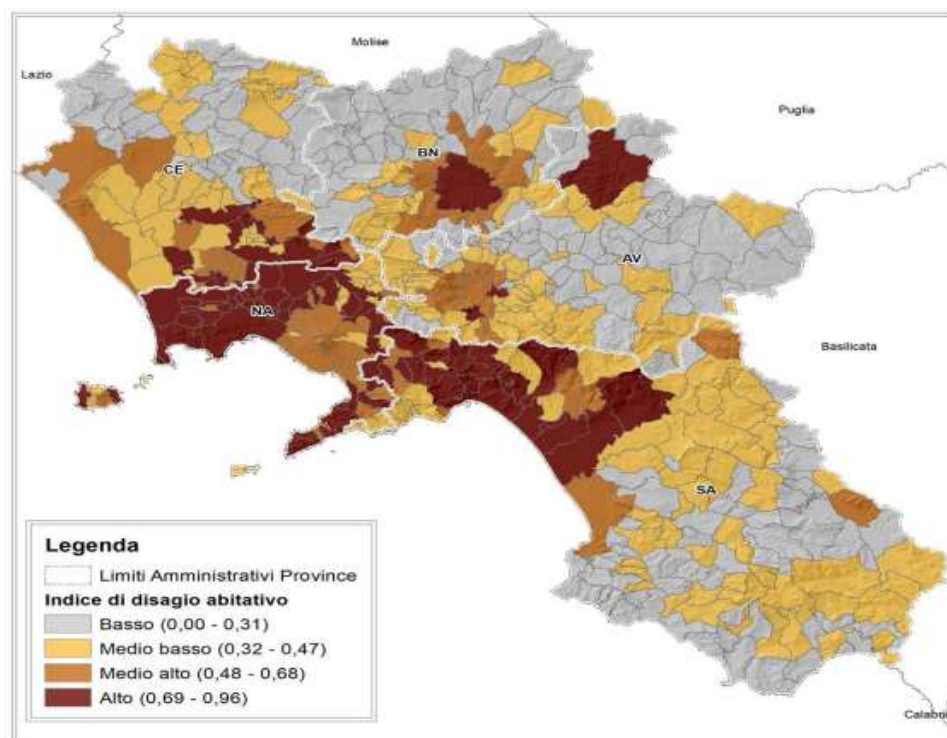 Molise
Lazio
Puglia
BN
CE
AV
NA
Basilicata
SA
Legenda
Limiti Amministrativi Province
Indice di disagio abitativo
Basso (0,00 - 0,31)
Medio basso (0,32 - 0,47)
Medio alto (0,48 - 0,68)
Alto (0,69 - 0,96)
Calabri